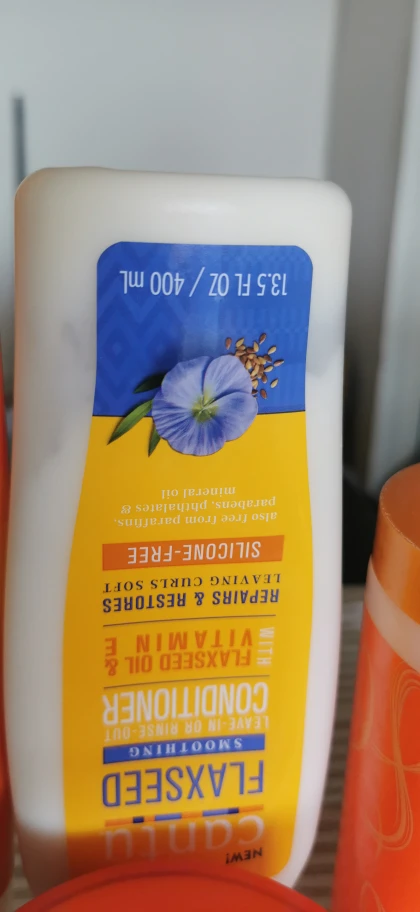 NEW!
cantu
FLAXSEED
SMOOTHING
LEAVE-IN OR RINSE-OUT
CONDITIONER
WITH
FLAXSEED OIL &
VITAMIN E
REPAIRS & RESTORES
LEAVING CURLS SOFT
SILICONE-FREE
also free from paraffins,
parabens, phthalates &
mineral oil
13.5 FL OZ / 400 mL